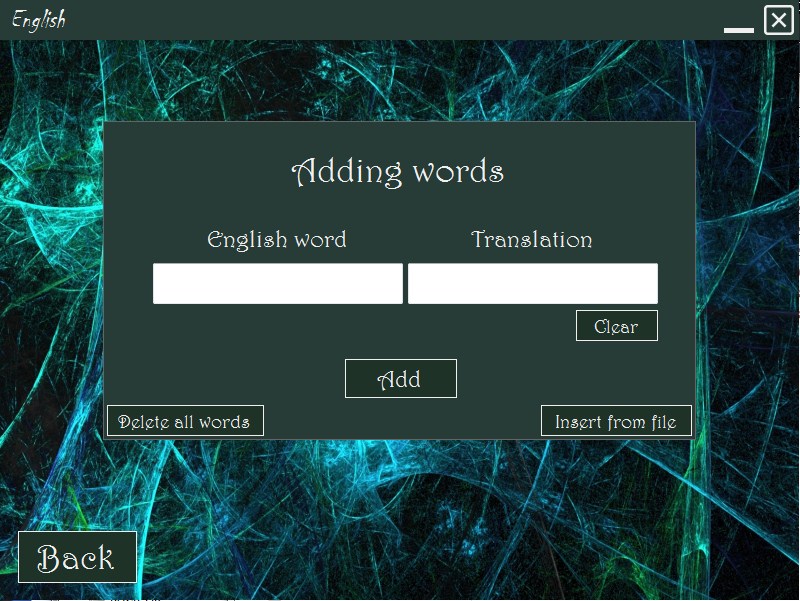 English
Adding words
English word
Translation
Clear
Add
Delete all words
Insert from file
Back